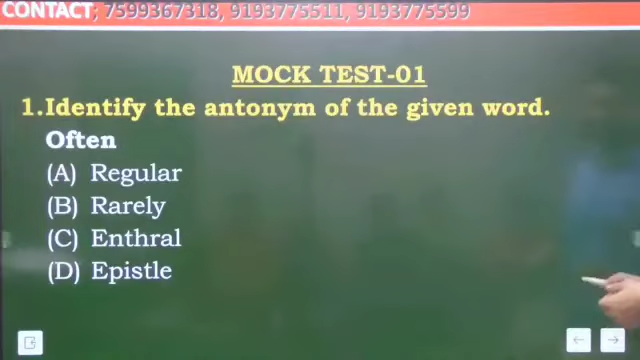 CONTACT; 7599367318, 9193775511, 9193775599
MOCK TEST-01
1.Identify the antonym of the given word.
Often
(A) Regular
(B) Rarely
(C) Enthral
(D) Epistle